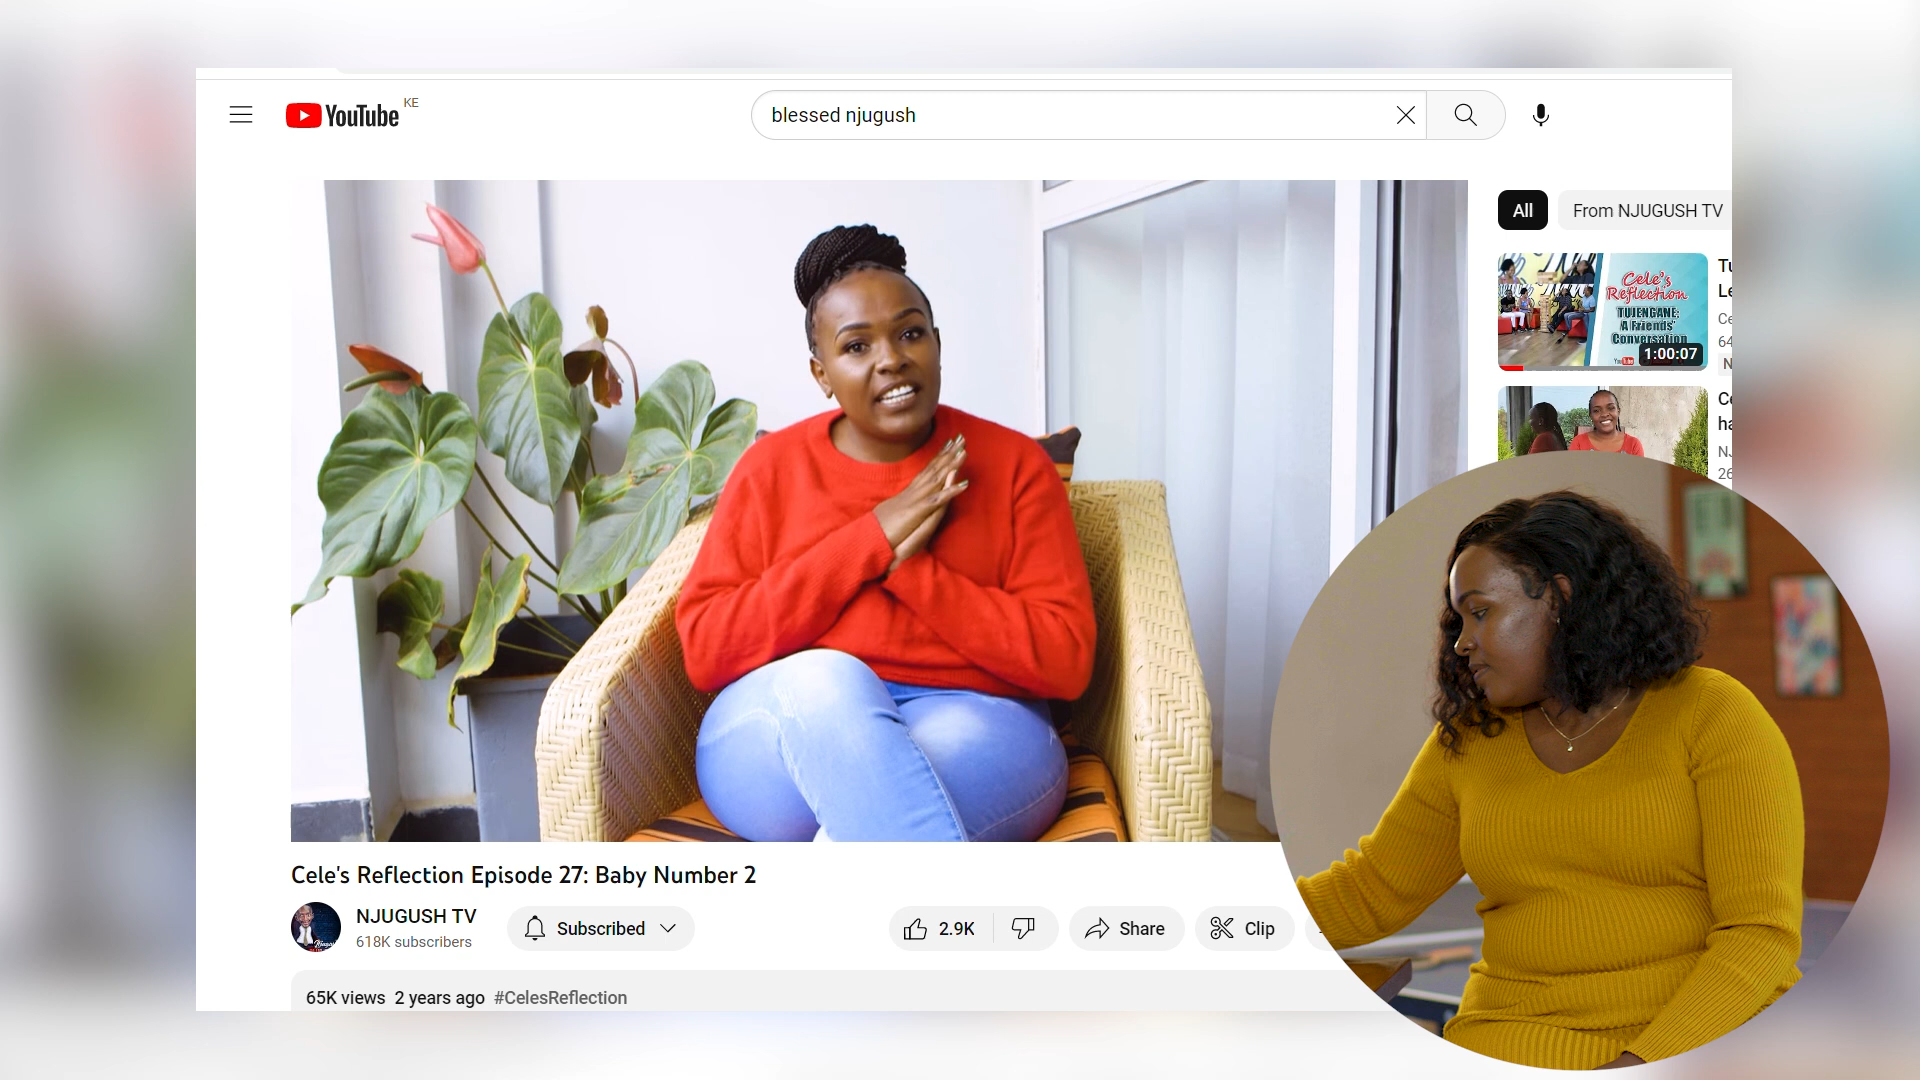 YouTube KE
blessed njugush
All
From NJUGUSH TV
Cele's
Reflection
TUJENGANE:
A Friends'
Conversation
1:00:07
Cele's Reflection Episode 27: Baby Number 2
NJUGUSH TV
618K subscribers
Subscribed
2.9K
Share
Clip
65K views 2 years ago #CelesReflection